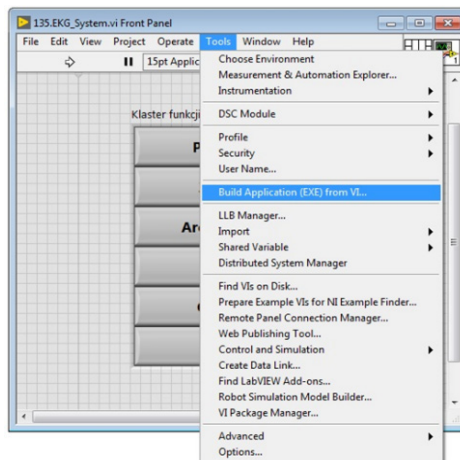 135.EKG_System.vi Front Panel
File Edit View Project Operate Tools Window Help
15pt Applic
Klaster funkcji
P
Ar
Choose Environment
Measurement & Automation Explorer...
Instrumentation
DSC Module
Profile
Security
User Name...
Build Application (EXE) from VI...
LLB Manager...
Import
Shared Variable
Distributed System Manager
Find VIs on Disk...
Prepare Example VIs for NI Example Finder...
Remote Panel Connection Manager...
Web Publishing Tool...
Control and Simulation
Create Data Link...
Find LabVIEW Add-ons...
Robot Simulation Model Builder...
VI Package Manager...
Advanced
Options...